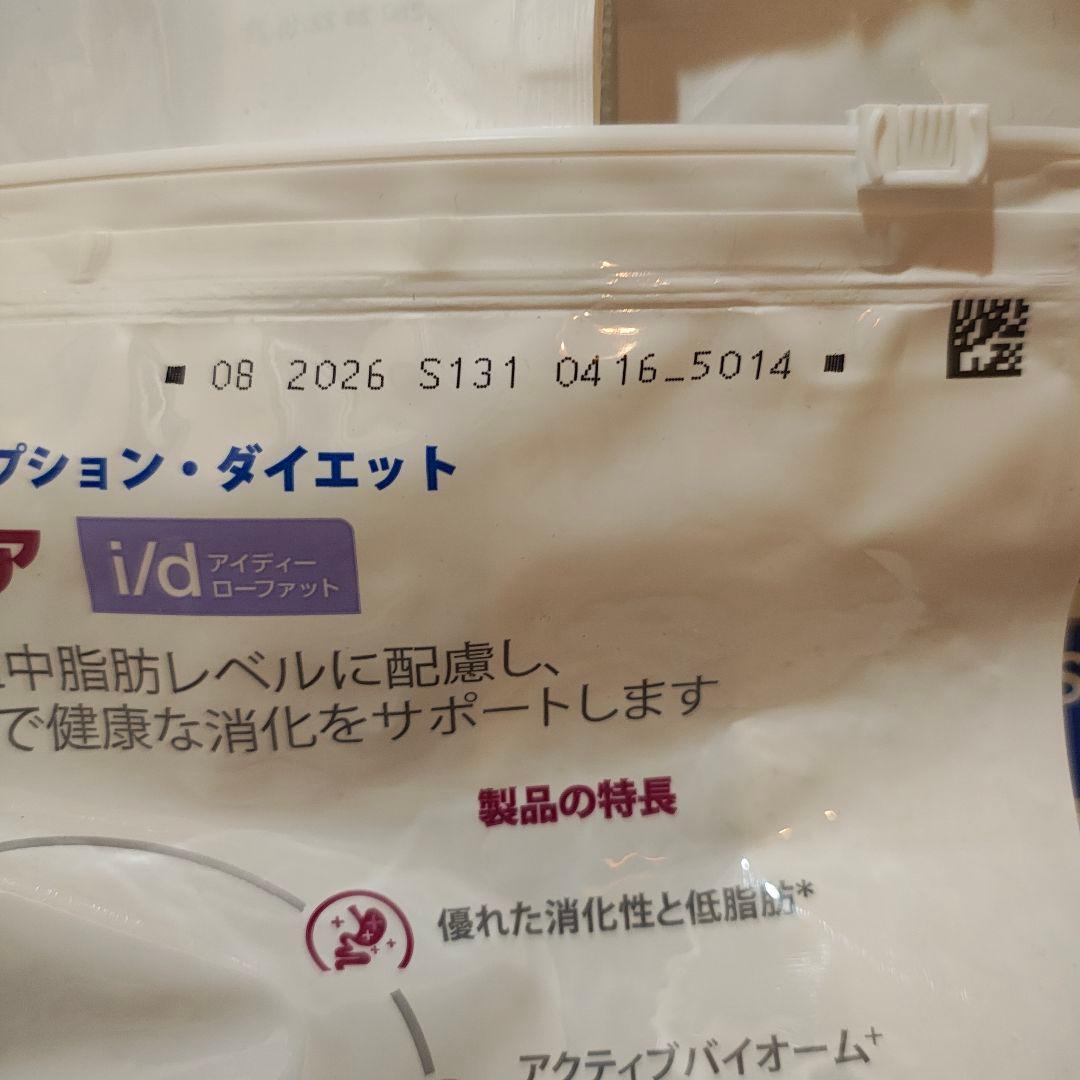 08 2026 S131 0416_5014
プション・ダイエット
ア
i/d アイディー
ローファット
中脂肪レベルに配慮し、
で健康な消化をサポートします
製品の特長
優れた消化性と低脂肪*
アクティブバイオーム+